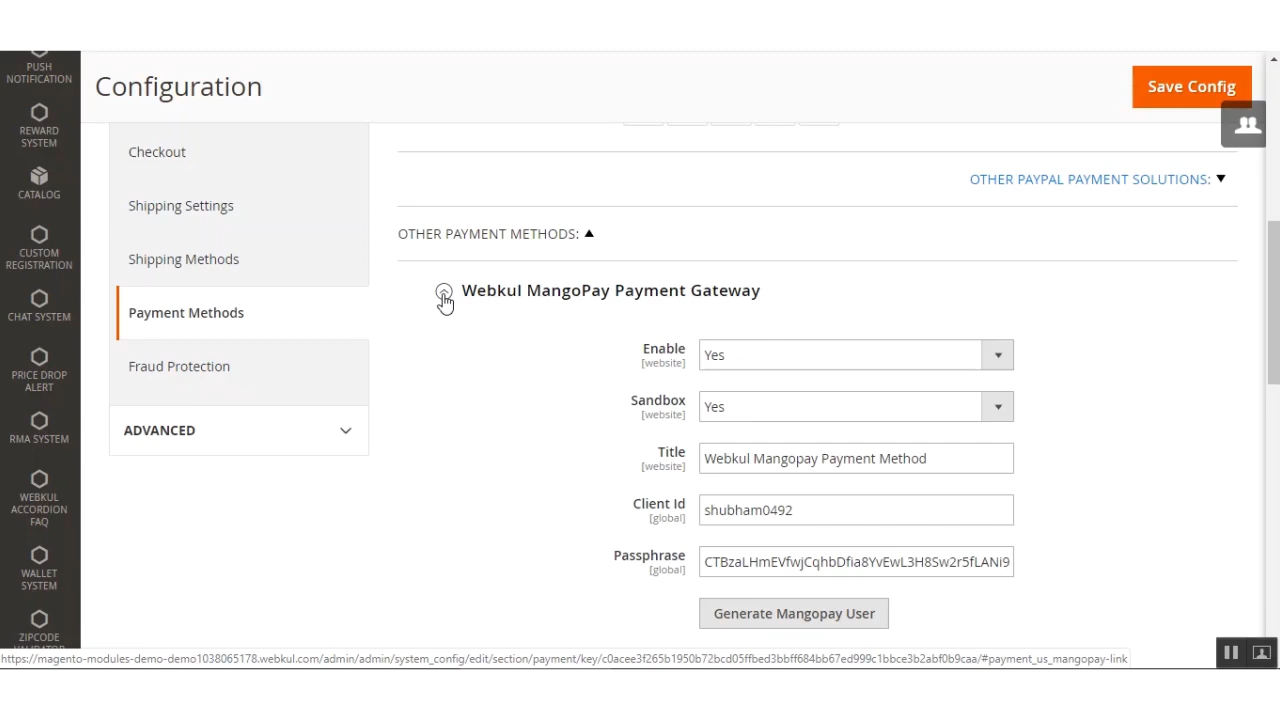 PUSH
NOTIFICATION
REWARD
SYSTEM
CATALOG
CUSTOM
REGISTRATION
CHAT SYSTEM
PRICE DROP
ALERT
RMA SYSTEM
WEBKUL
ACCORDION
FAQ
WALLET
SYSTEM
ZIPCODE
Configuration
Save Config
Checkout
Shipping Settings
Shipping Methods
Payment Methods
Fraud Protection
ADVANCED
OTHER PAYPAL PAYMENT SOLUTIONS:
OTHER PAYMENT METHODS:
Webkul MangoPay Payment Gateway
Enable
[website]
Yes
Sandbox
[website]
Yes
Title
[website]
Webkul Mangopay Payment Method
Client Id
[global]
shubham0492
Passphrase
[global]
CTBzaLHmEVfwjCqhbDfia8YvEwL3H8Sw2r5fLANi9
Generate Mangopay User
https://magento-modules-demo-demo1038065178.webkul.com/admin/admin/system_config/edit/section/payment/key/c0acee3f265b1950b72bcd05ffbed3bbff684bb67ed999c1bbce3b2abf0b9caa/#payment_us_mangopay-link